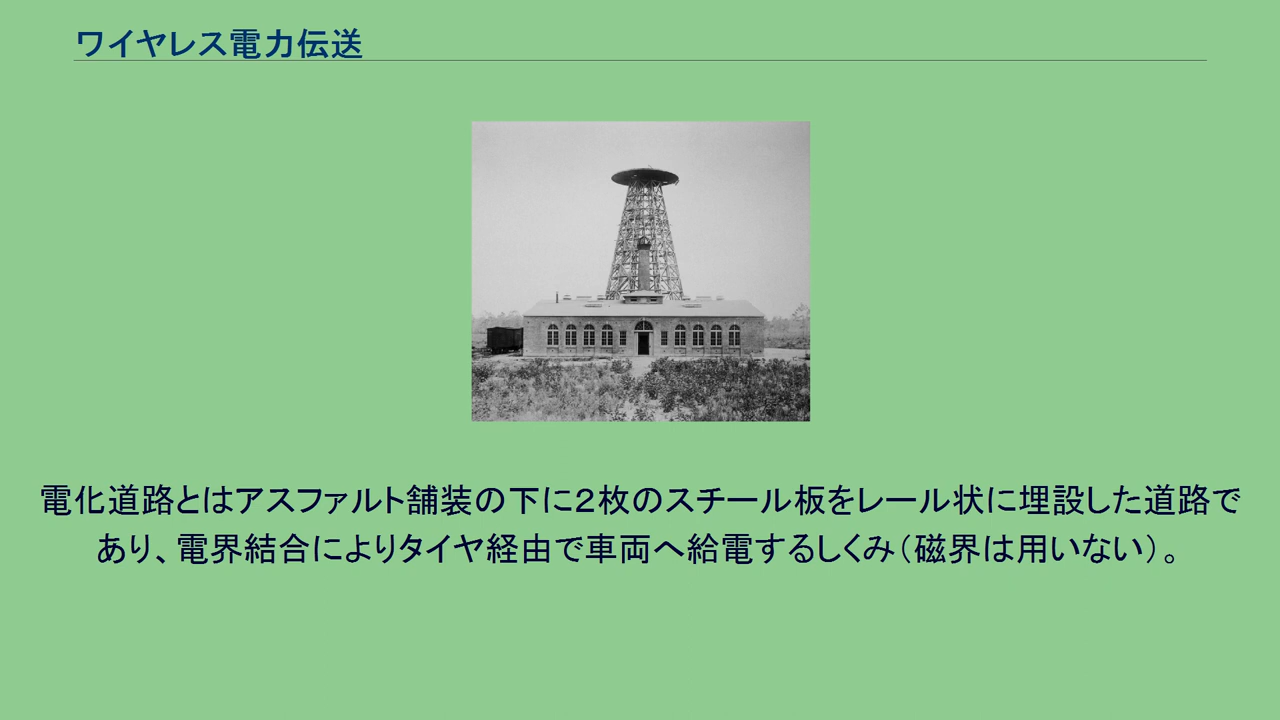 ワイヤレス電力伝送
電化道路とはアスファルト舗装の下に２枚のスチール板をレール状に埋設した道路で
あり、電界結合によりタイヤ経由で車両へ給電するしくみ（磁界は用いない）。